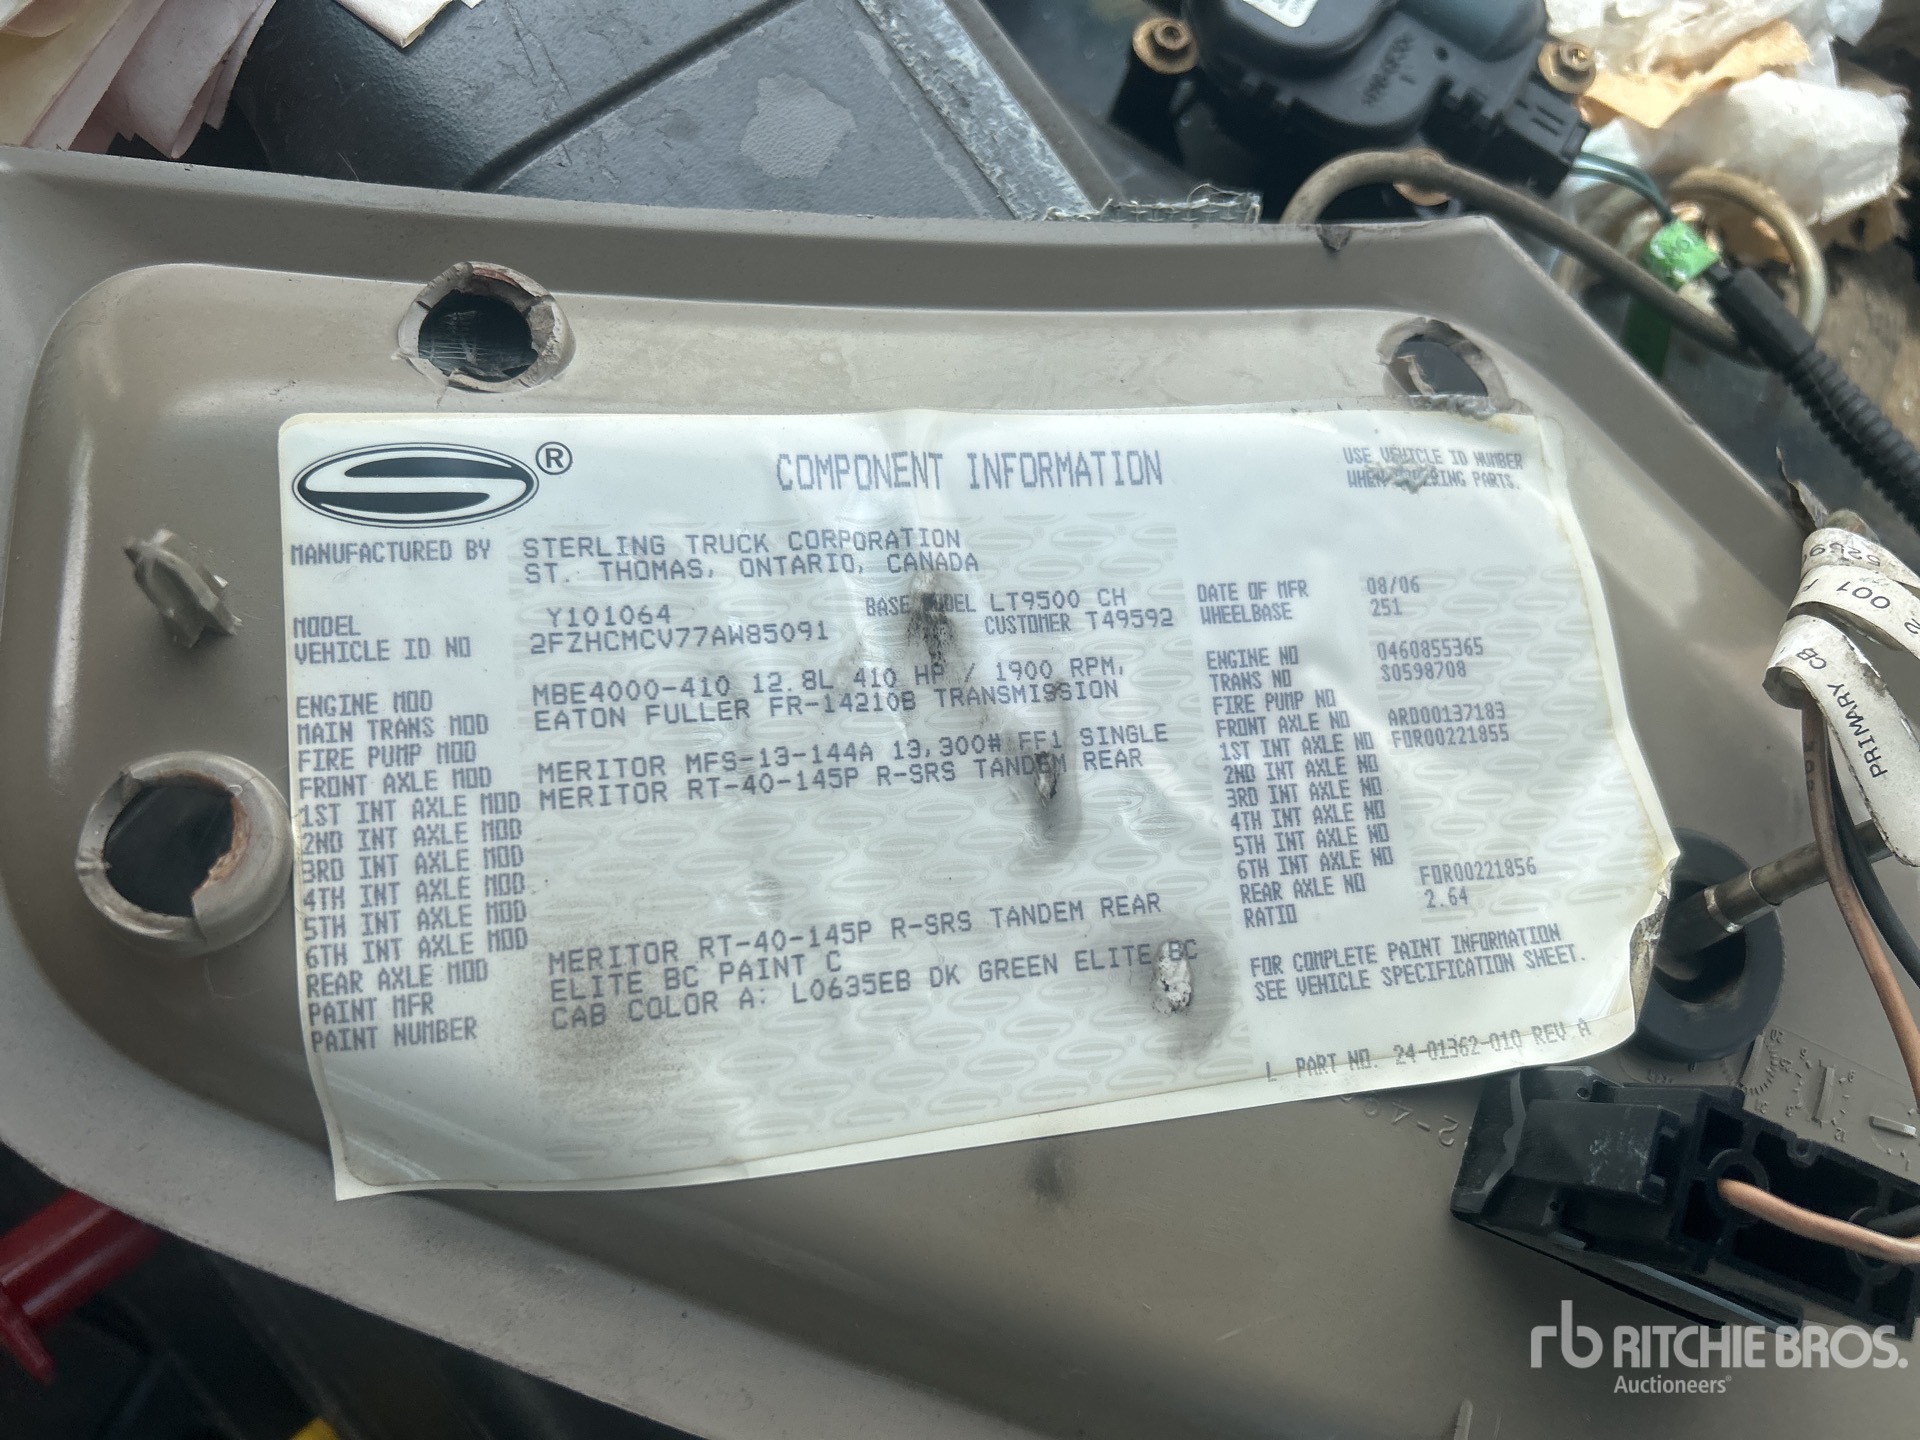 ®
COMPONENT INFORMATION
USE VEHICLE ID NUMBER
WHEN ORDERING PARTS.
MANUFACTURED BY STERLING TRUCK CORPORATION
ST. THOMAS, ONTARIO, CANADA
MODEL Y101064 BASE MODEL LT9500 CH
VEHICLE ID NO 2FZHCMCV77AW85091 CUSTOMER T49592
DATE OF MFR 08/06
WHEELBASE 251
ENGINE MOD MBE4000-410 12.8L 410 HP / 1900 RPM,
MAIN TRANS MOD EATON FULLER FR-14210B TRANSMISSION
FIRE PUMP MOD
FRONT AXLE MOD MERITOR MFS-13-144A 13,300# FF1 SINGLE
1ST INT AXLE MOD MERITOR RT-40-145P R-SRS TANDEM REAR
2ND INT AXLE MOD
3RD INT AXLE MOD
4TH INT AXLE MOD
5TH INT AXLE MOD
6TH INT AXLE MOD
REAR AXLE MOD MERITOR RT-40-145P R-SRS TANDEM REAR
PAINT MFR ELITE BC PAINT C
PAINT NUMBER CAB COLOR A: L0635EB DK GREEN ELITE BC
ENGINE NO 0460855365
TRANS NO S0598708
FIRE PUMP NO
FRONT AXLE NO ARD00137183
1ST INT AXLE NO FOR00221855
2ND INT AXLE NO
3RD INT AXLE NO
4TH INT AXLE NO
5TH INT AXLE NO
6TH INT AXLE NO
REAR AXLE NO FOR00221856
RATIO 2.64
FOR COMPLETE PAINT INFORMATION
SEE VEHICLE SPECIFICATION SHEET.
L PART NO. 24-01362-010 REV A
PRIMARY CB
001
rb RITCHIE BROS.
Auctioneers